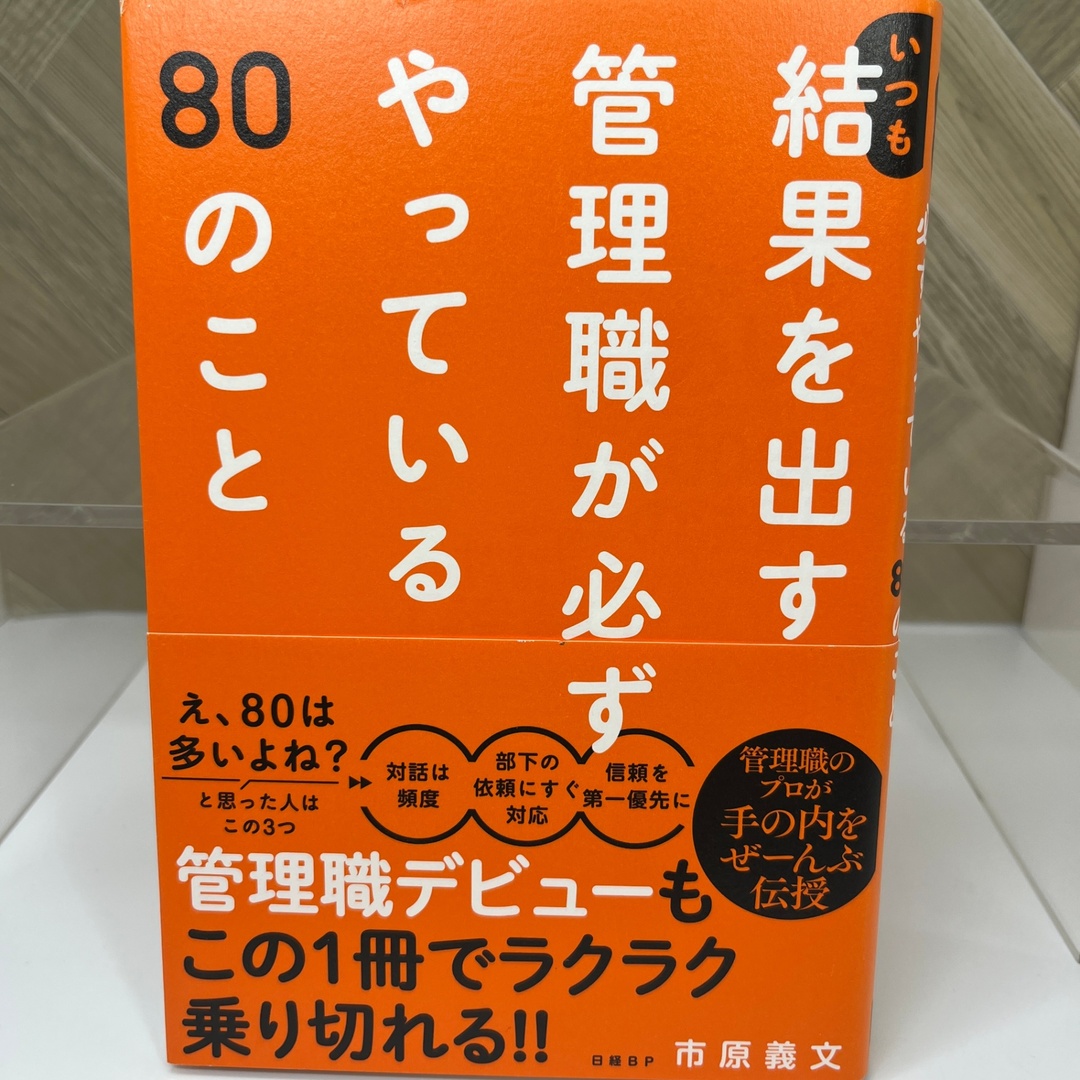 いつも
結果を出す
管理職が必ず
やっている
80のこと
え、80は
多いよね?
と思った人は
この3つ
対話は
頻度
部下の
依頼にすぐ
対応
信頼を
第一優先に
管理職の
プロが
手の内を
ぜーんぶ
伝授
管理職デビューも
この1冊でラクラク
乗り切れる!!
日経BP
市原義文